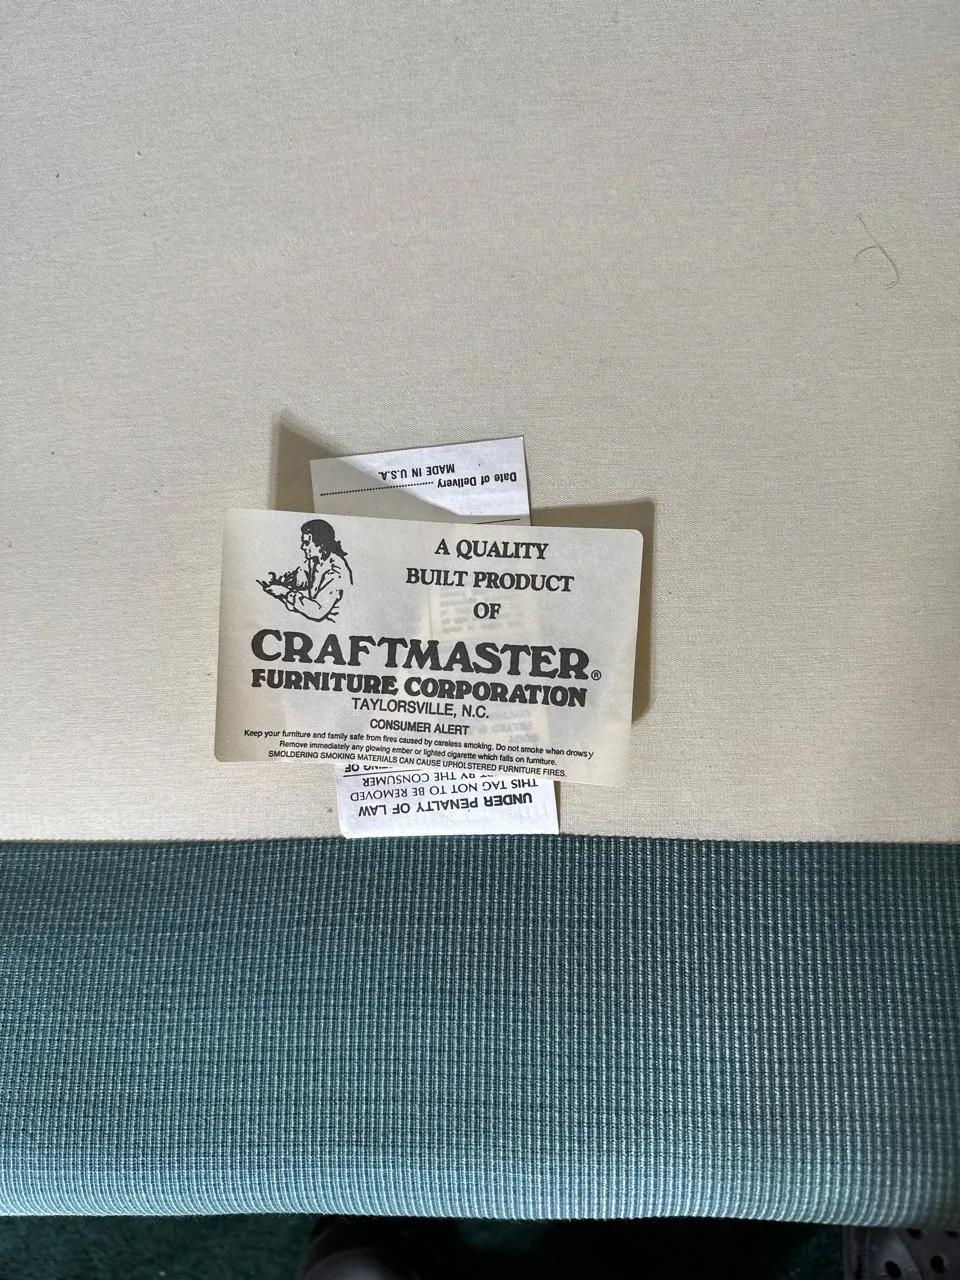 MADE IN U.S.A.
Date of Delivery
A QUALITY
BUILT PRODUCT
OF
CRAFTMASTER®
FURNITURE CORPORATION
TAYLORSVILLE, N.C.
CONSUMER ALERT
Keep your furniture and family safe from fires caused by careless smoking. Do not smoke when drowsy
Remove immediately any glowing ember or lighted cigarette which falls on furniture.
SMOLDERING SMOKING MATERIALS CAN CAUSE UPHOLSTERED FURNITURE FIRES.
UNDER PENALTY OF LAW
THIS TAG NOT TO BE REMOVED
BY THE CONSUMER
OF